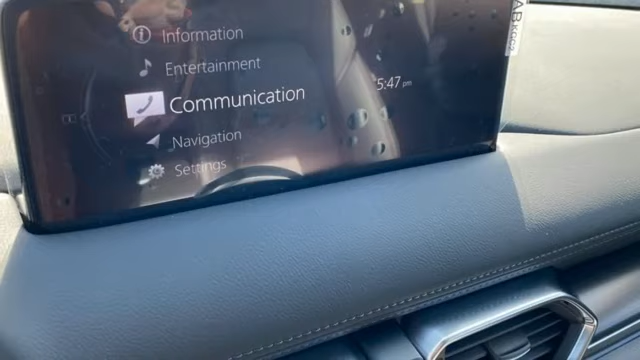 Information
Entertainment
Communication
5:47 pm
Navigation
Settings